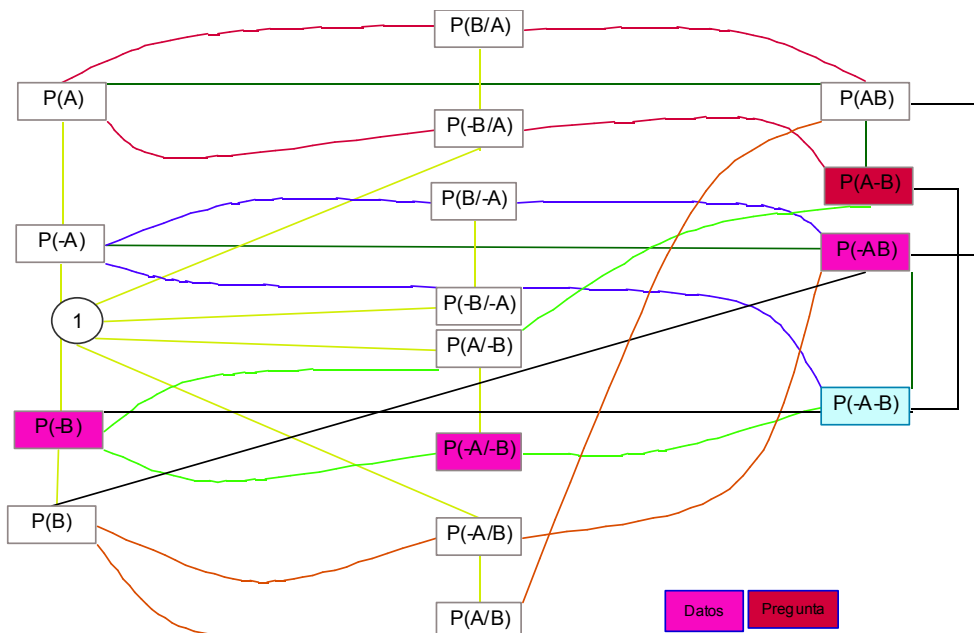 P(B/A)
P(A)
P(AB)
P(-B/A)
P(A-B)
P(B/-A)
P(-A)
P(-AB)
P(-B/-A)
1
P(A/-B)
P(-A-B)
P(-B)
P(-A/-B)
P(B)
P(-A/B)
P(A/B)
Datos
Pregunta